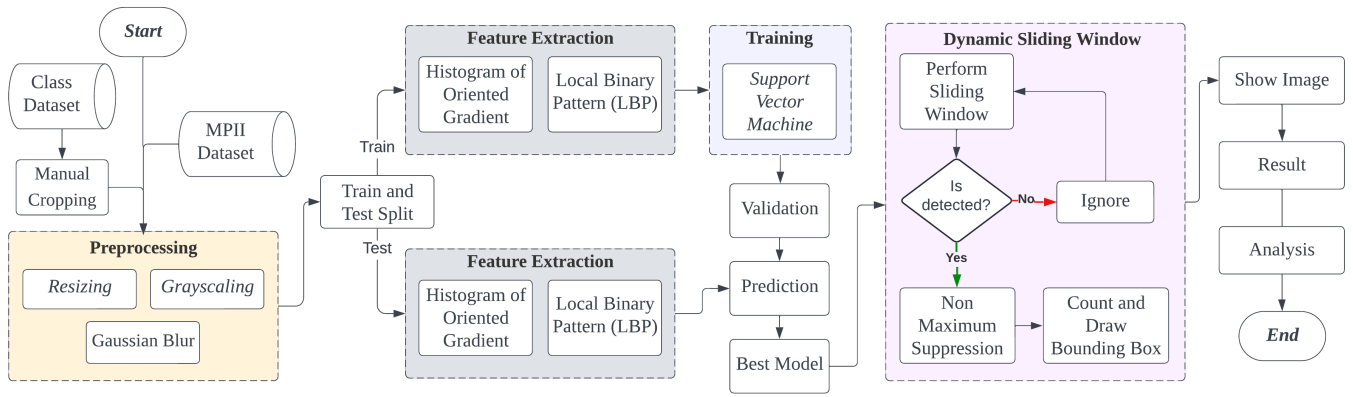 Start
Class
Dataset
MPII
Dataset
Manual
Cropping
Preprocessing
Resizing
Grayscaling
Gaussian Blur
Train and
Test Split
Train
Test
Feature Extraction
Histogram of
Oriented
Gradient
Local Binary
Pattern (LBP)
Feature Extraction
Histogram of
Oriented
Gradient
Local Binary
Pattern (LBP)
Training
Support
Vector
Machine
Validation
Prediction
Best Model
Dynamic Sliding Window
Perform
Sliding
Window
Is
detected?
No
Ignore
Yes
Non
Maximum
Suppression
Count and
Draw
Bounding Box
Show Image
Result
Analysis
End